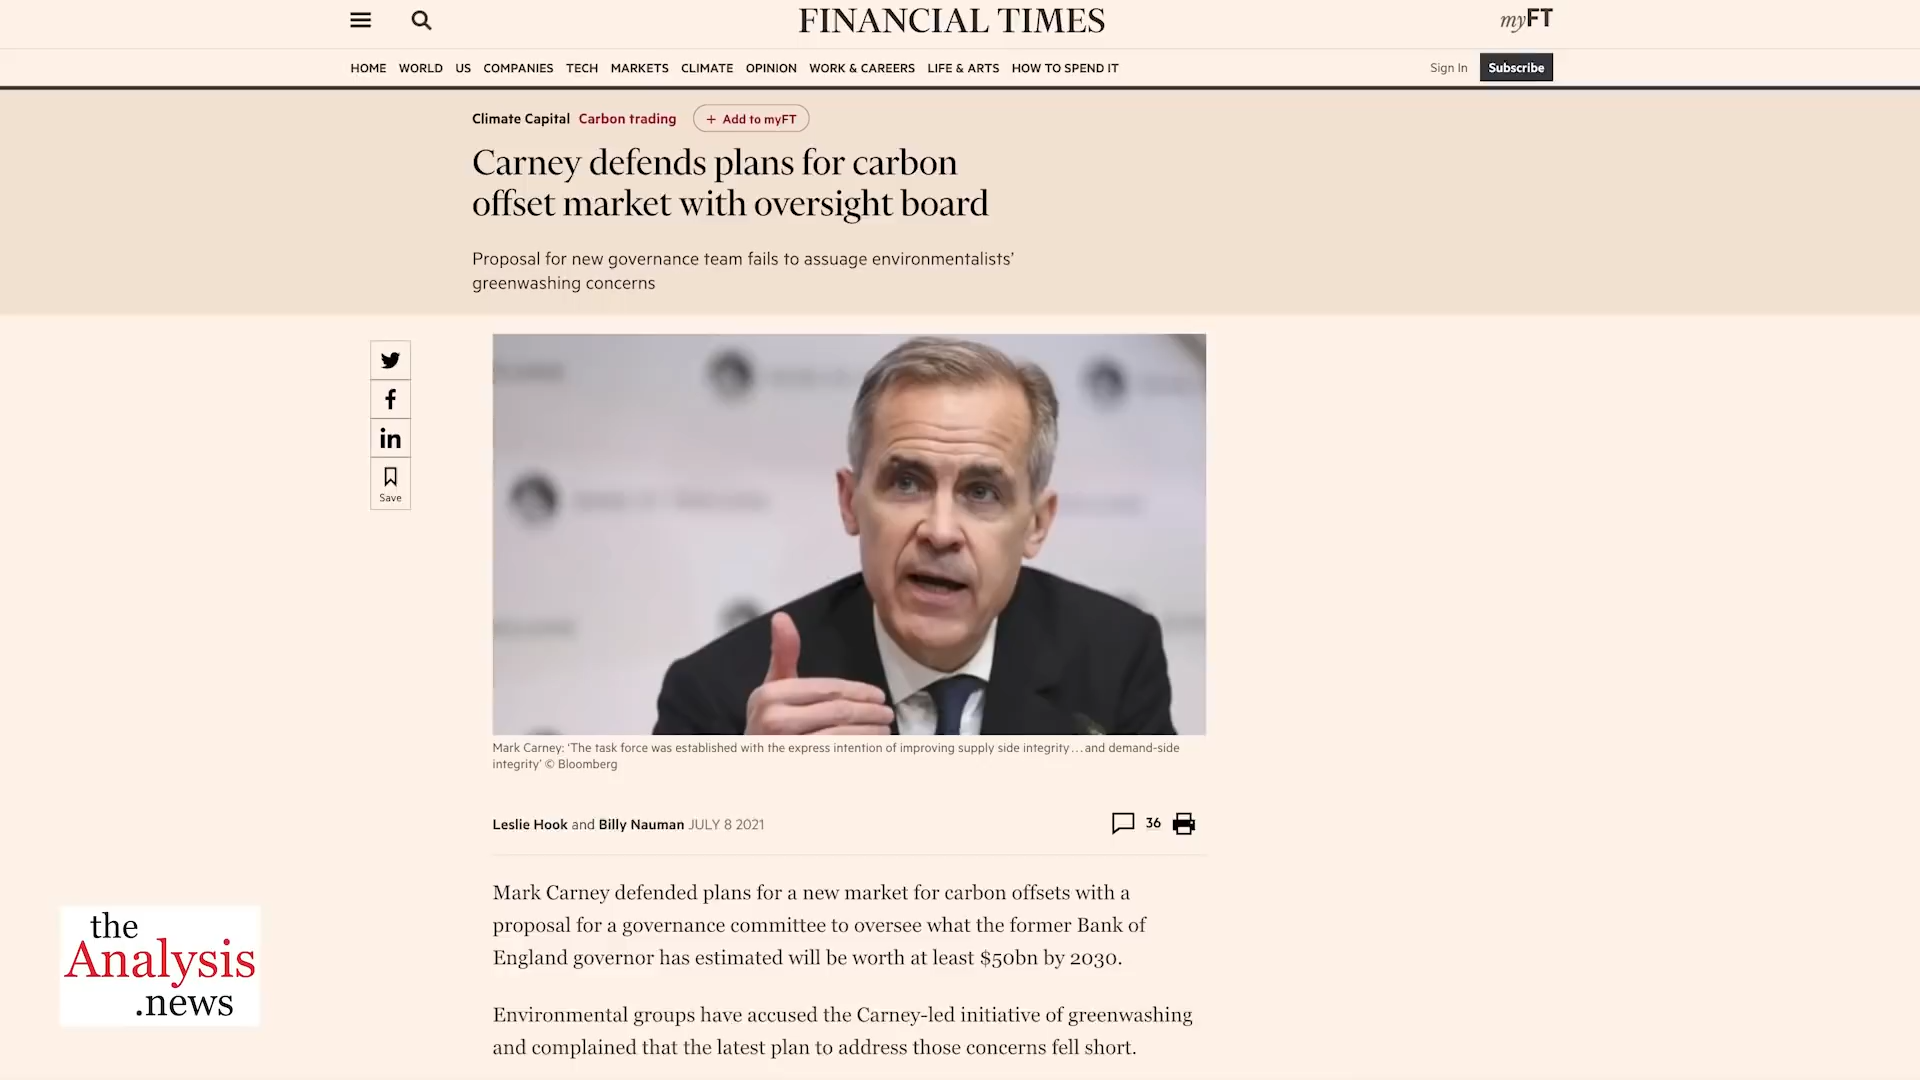 FINANCIAL TIMES
myFT
HOME WORLD US COMPANIES TECH MARKETS CLIMATE OPINION WORK & CAREERS LIFE & ARTS HOW TO SPEND IT
Sign In Subscribe
Climate Capital Carbon trading + Add to myFT
Carney defends plans for carbon
offset market with oversight board
Proposal for new governance team fails to assuage environmentalists’
greenwashing concerns
Save
Mark Carney: ‘The task force was established with the express intention of improving supply side integrity ... and demand-side
integrity’ © Bloomberg
Leslie Hook and Billy Nauman JULY 8 2021
36
Mark Carney defended plans for a new market for carbon offsets with a
proposal for a governance committee to oversee what the former Bank of
England governor has estimated will be worth at least $50bn by 2030.
Environmental groups have accused the Carney-led initiative of greenwashing
and complained that the latest plan to address those concerns fell short.
the
Analysis
.news